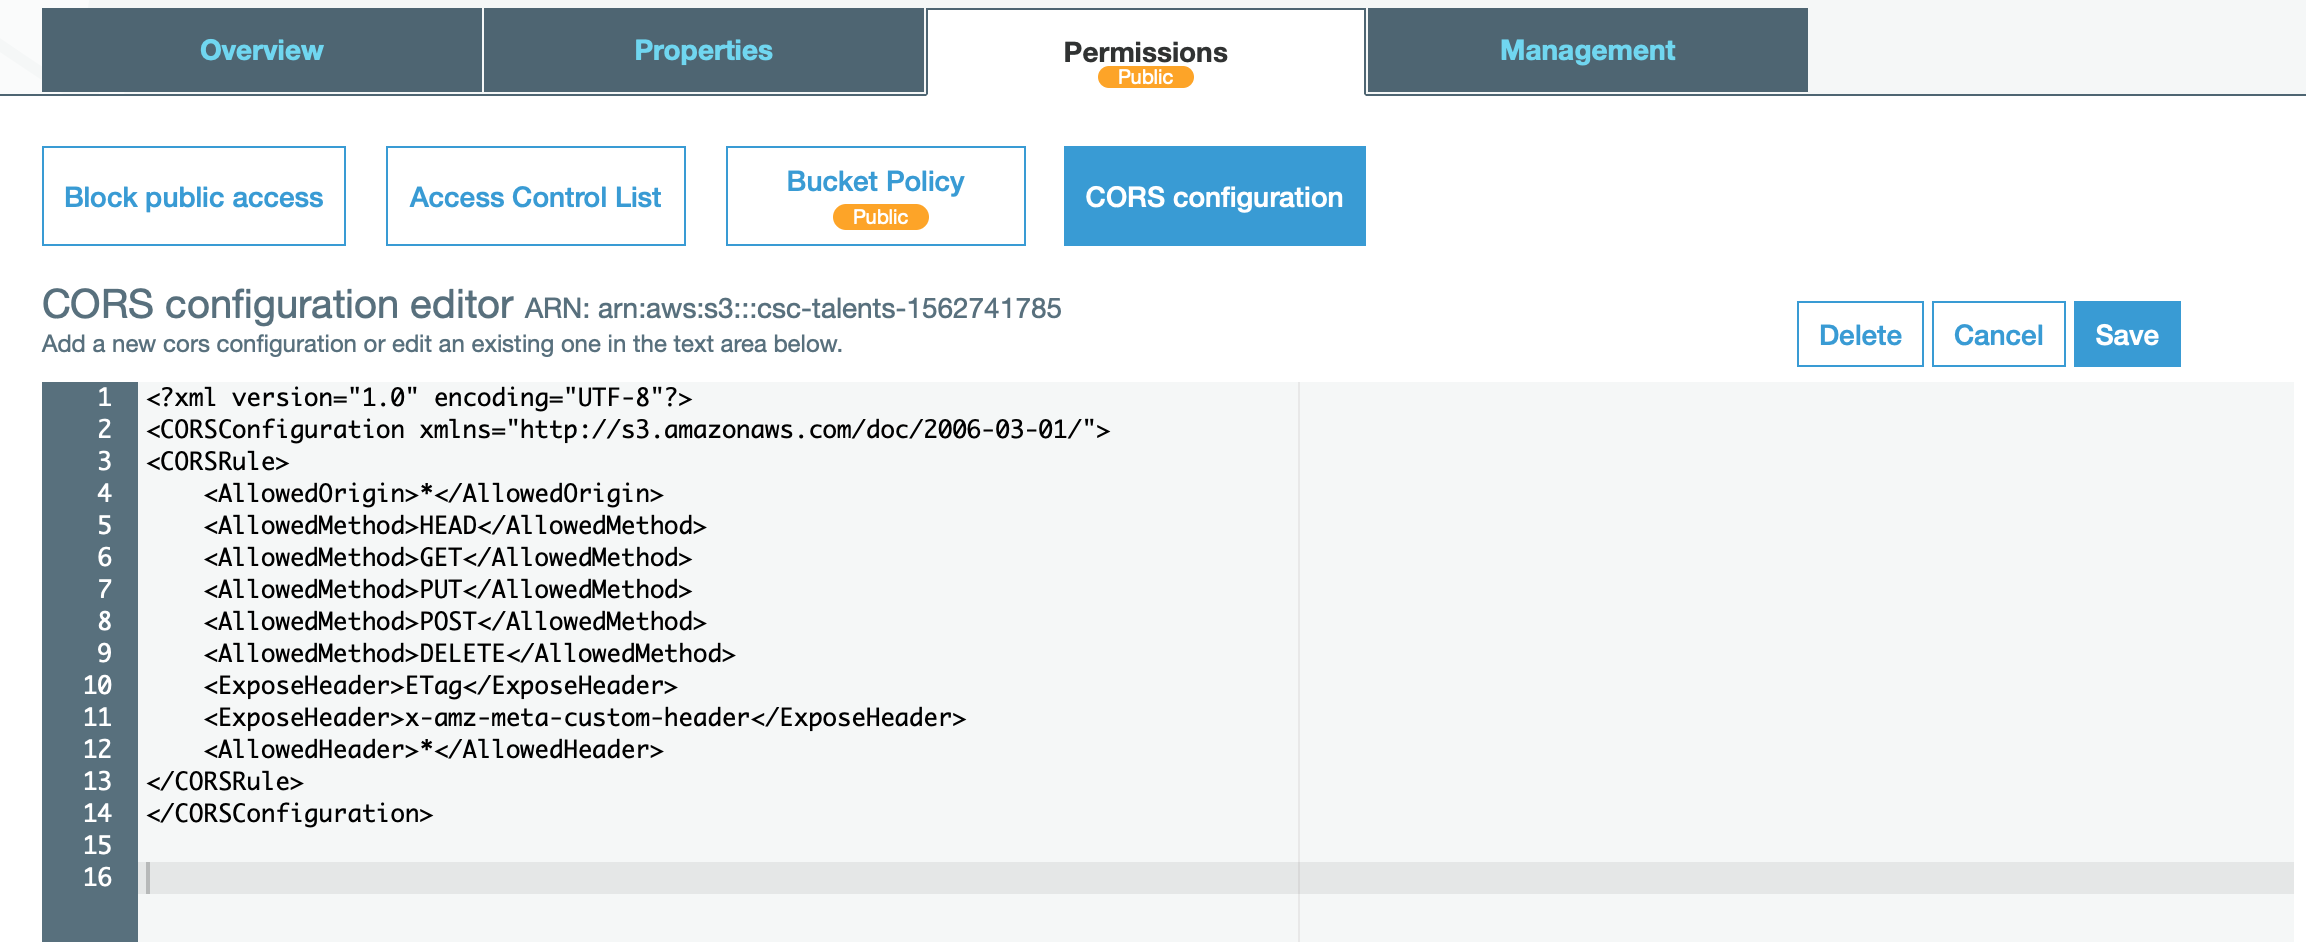 Overview
Properties
Permissions
Public
Management
Block public access
Access Control List
Bucket Policy
Public
CORS configuration
CORS configuration editor ARN: arn:aws:s3:::csc-talents-1562741785
Add a new cors configuration or edit an existing one in the text area below.
Delete
Cancel
Save
1 <?xml version="1.0" encoding="UTF-8"?>
2 <CORSConfiguration xmlns="http://s3.amazonaws.com/doc/2006-03-01/">
3 <CORSRule>
4     <AllowedOrigin>*</AllowedOrigin>
5     <AllowedMethod>HEAD</AllowedMethod>
6     <AllowedMethod>GET</AllowedMethod>
7     <AllowedMethod>PUT</AllowedMethod>
8     <AllowedMethod>POST</AllowedMethod>
9     <AllowedMethod>DELETE</AllowedMethod>
10     <ExposeHeader>ETag</ExposeHeader>
11     <ExposeHeader>x-amz-meta-custom-header</ExposeHeader>
12     <AllowedHeader>*</AllowedHeader>
13 </CORSRule>
14 </CORSConfiguration>
15
16